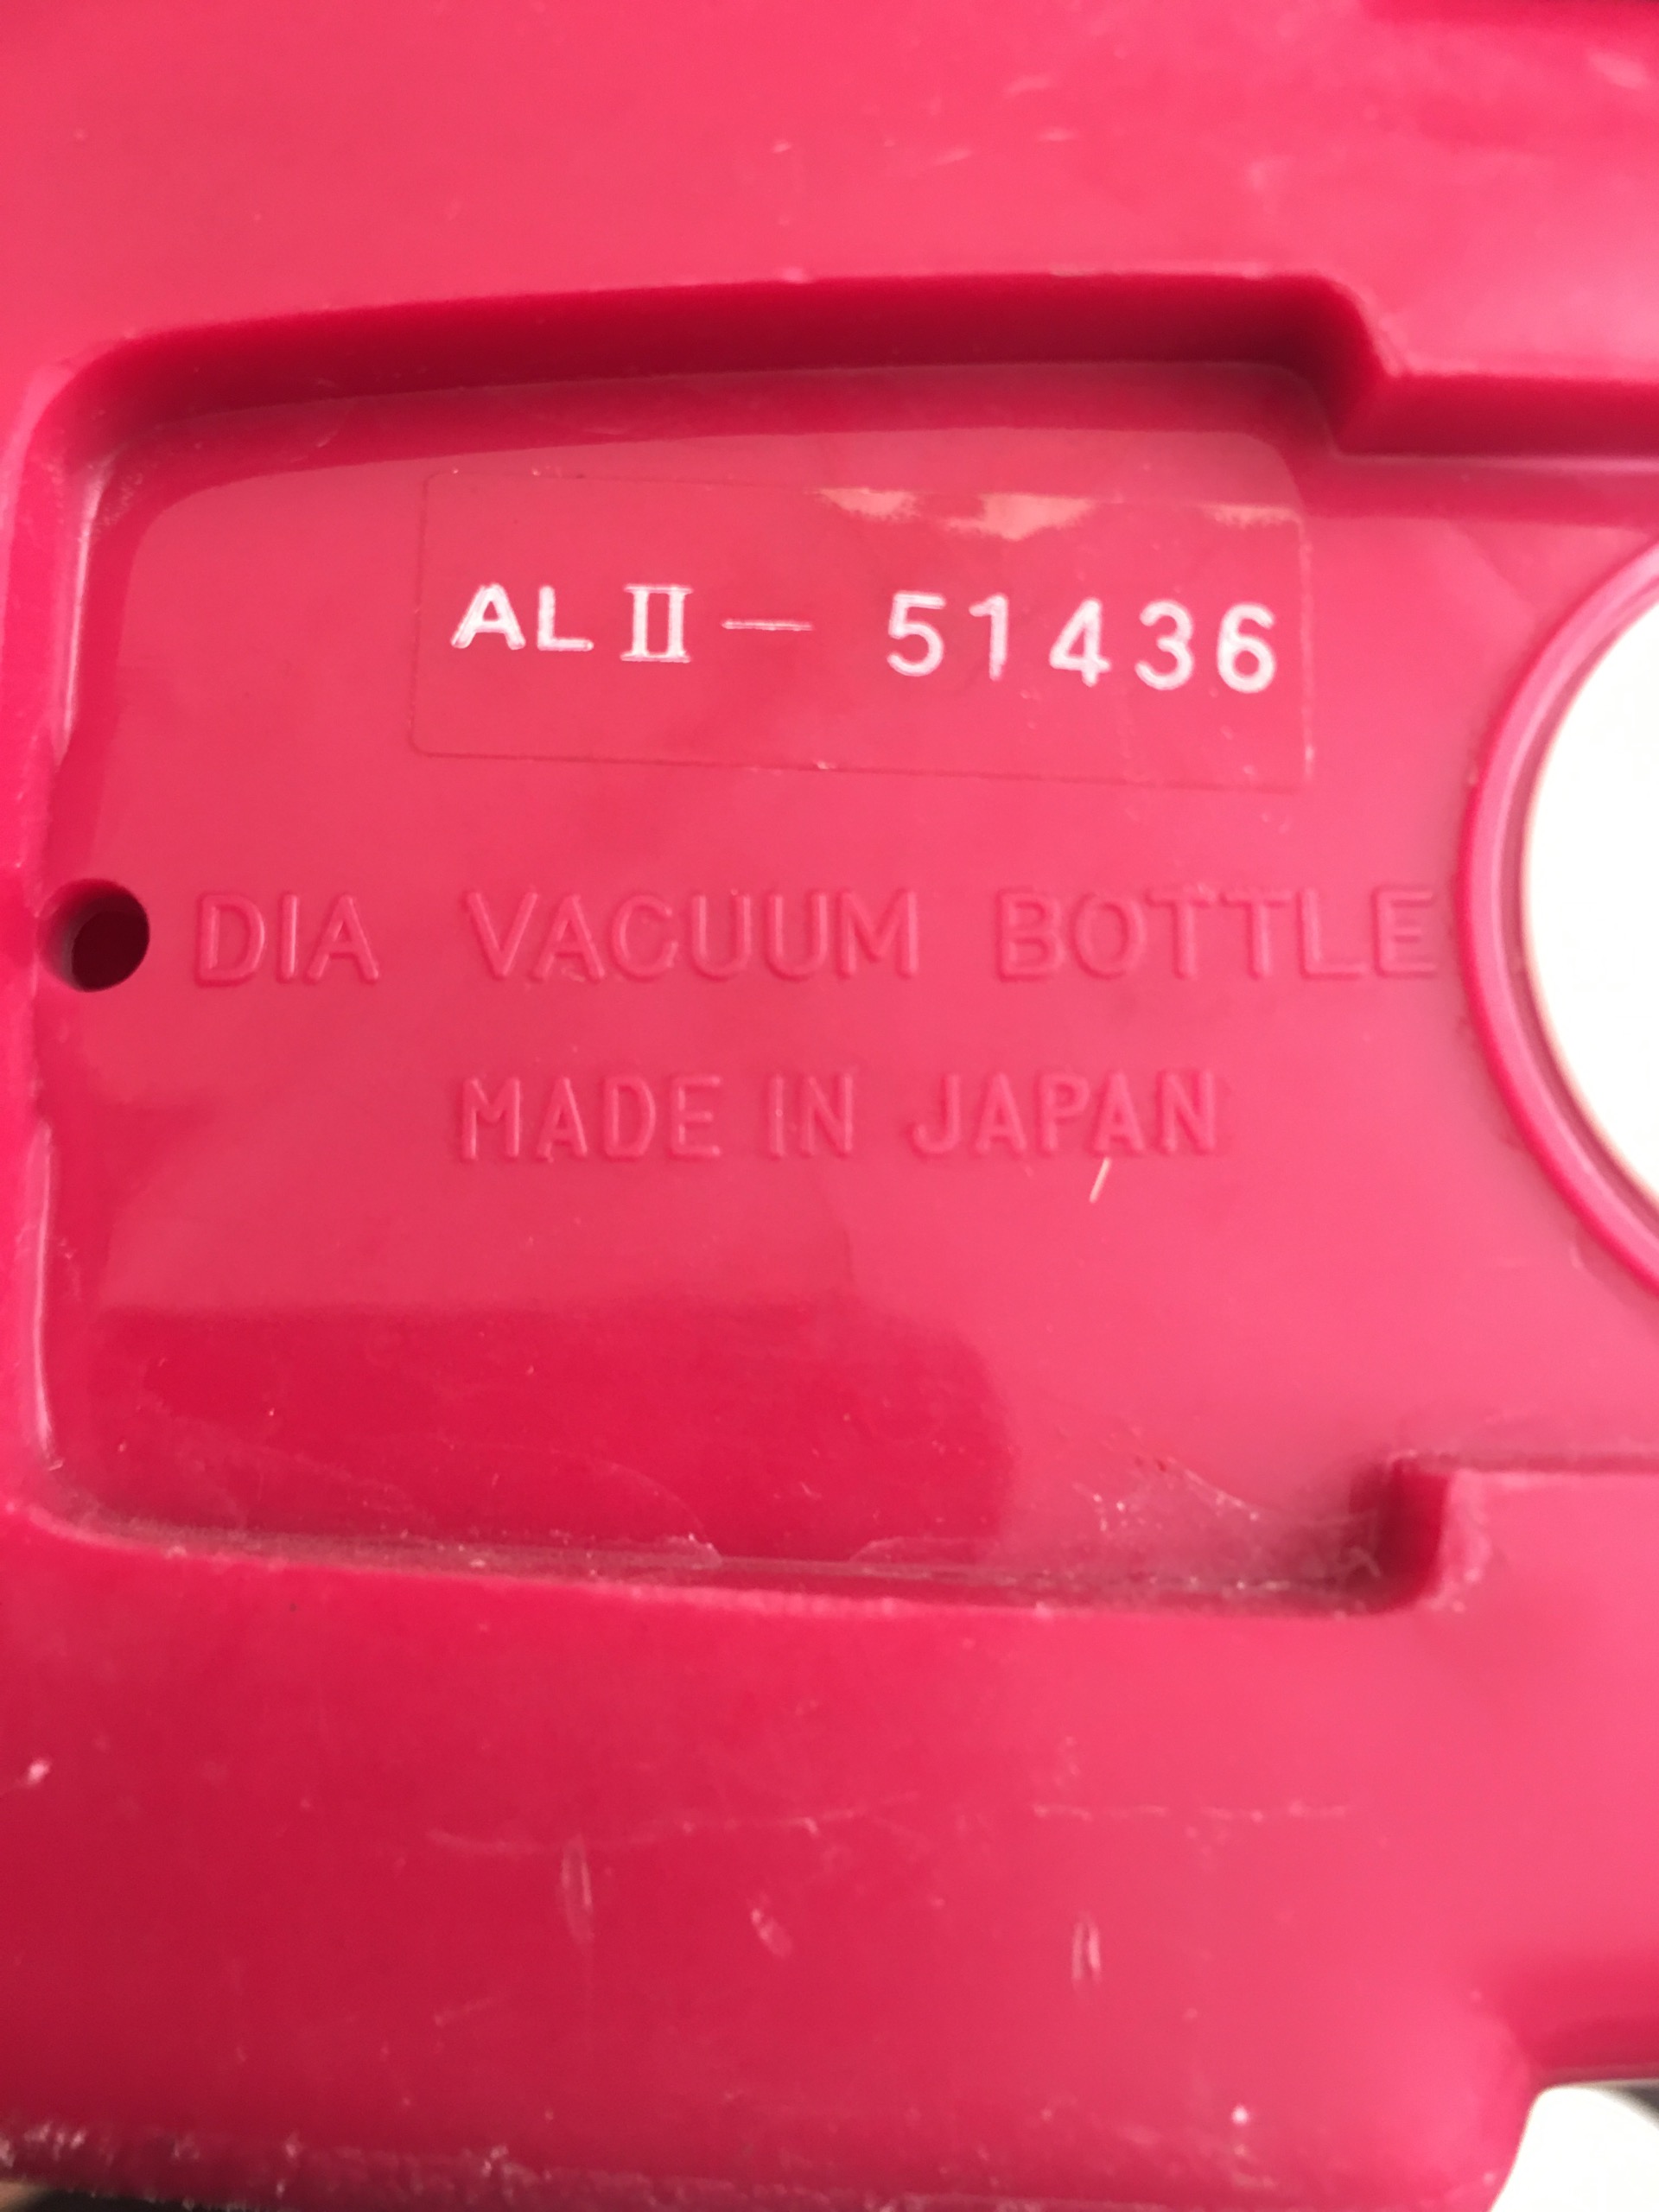 AL Ⅱ — 51436
DIA VACUUM BOTTLE
MADE IN JAPAN